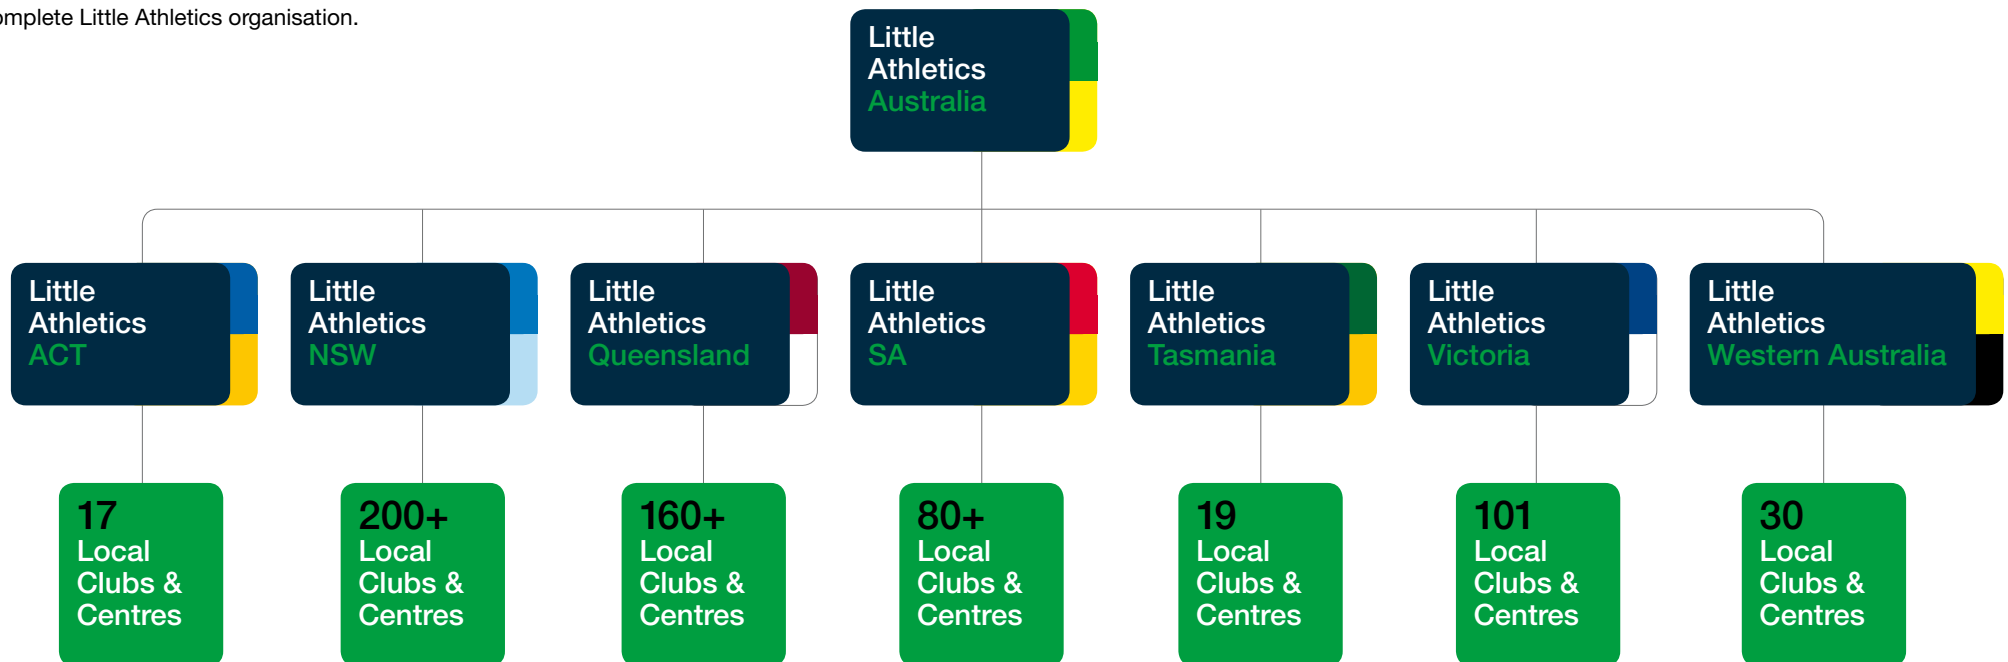 omplete Little Athletics organisation.
Little
Athletics
Australia
Little
Athletics
ACT
Little
Athletics
NSW
Little
Athletics
Queensland
Little
Athletics
SA
Little
Athletics
Tasmania
Little
Athletics
Victoria
Little
Athletics
Western Australia
17
Local
Clubs &
Centres
200+
Local
Clubs &
Centres
160+
Local
Clubs &
Centres
80+
Local
Clubs &
Centres
19
Local
Clubs &
Centres
101
Local
Clubs &
Centres
30
Local
Clubs &
Centres